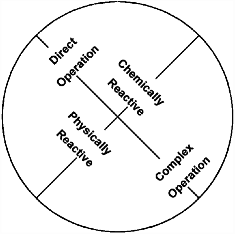 Direct
Operation
Chemically
Reactive
Physically
Reactive
Complex
Operation